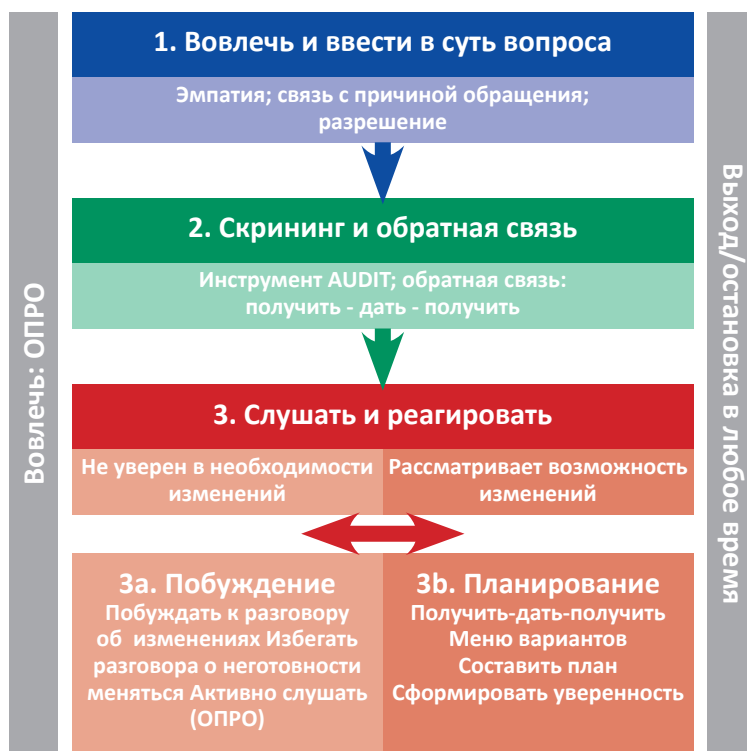 Вовлечь: ОПРО
1. Вовлечь и ввести в суть вопроса
Эмпатия; связь с причиной обращения;
разрешение
2. Скрининг и обратная связь
Инструмент AUDIT; обратная связь:
получить - дать - получить
3. Слушать и реагировать
Не уверен в необходимости
изменений
Рассматривает возможность
изменений
3a. Побуждение
Побуждать к разговору
об изменениях Избегать
разговора о неготовности
меняться Активно слушать
(ОПРО)
3b. Планирование
Получить-дать-получить
Меню вариантов
Составить план
Сформировать уверенность
Выход/остановка в любое время